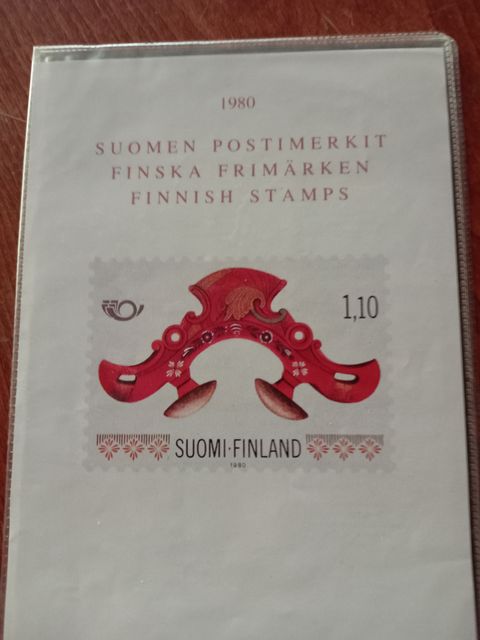 1980
SUOMEN POSTIMERKIT
FINSKA FRIMÄRKEN
FINNISH STAMPS
1,10
SUOMI·FINLAND
1980